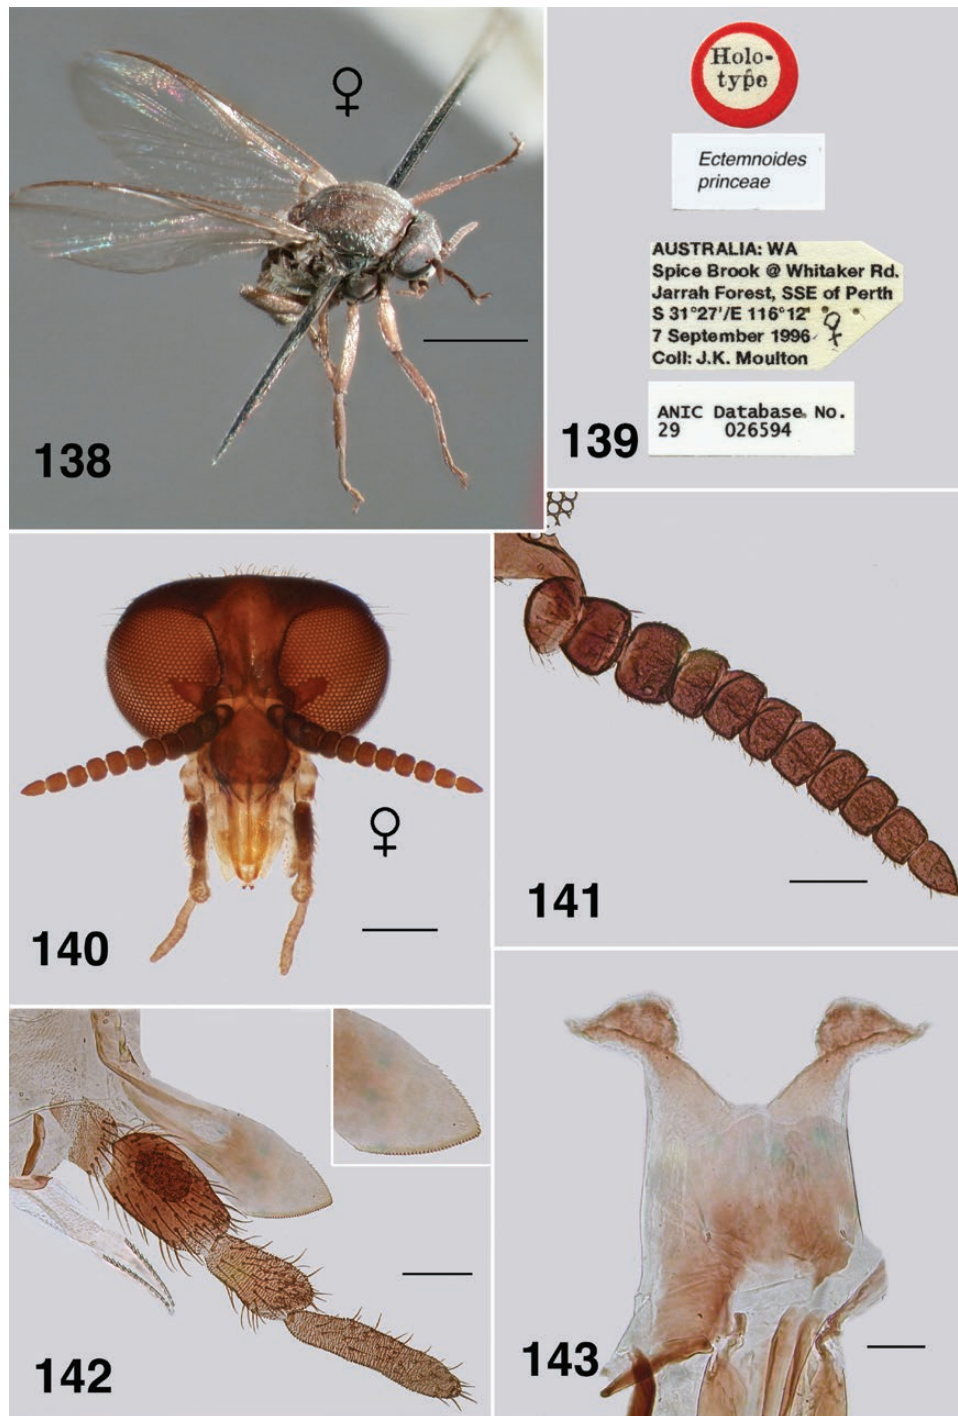 ♀
138
Holo-
type
Ectemnoides
princeae
AUSTRALIA: WA
Spice Brook @ Whitaker Rd.
Jarrah Forest, SSE of Perth
S 31°27'/E 116°12'
♀
7 September 1996
Coll: J.K. Moulton
ANIC Database No.
29 026594
139
♀
140
141
142
143